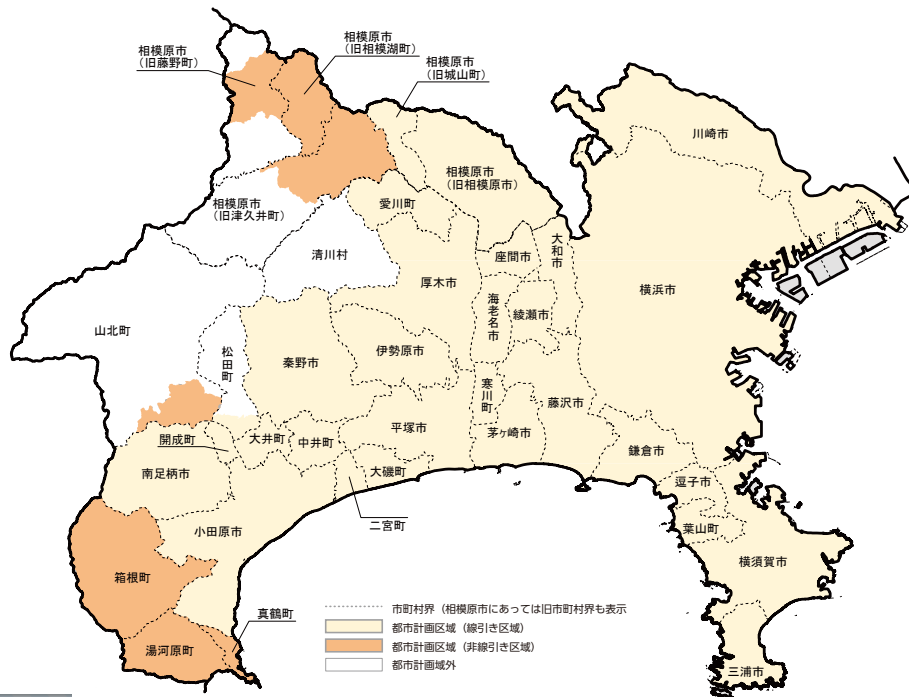 相模原市
（旧藤野町）
相模原市
（旧相模湖町）
相模原市
（旧城山町）
川崎市
相模原市
（旧相模原市）
相模原市
（旧津久井町）
愛川町
清川村
座間市
大和市
厚木市
横浜市
海老名市
綾瀬市
山北町
松田町
秦野市
伊勢原市
寒川町
藤沢市
開成町
大井町
中井町
平塚市
茅ヶ崎市
鎌倉市
南足柄市
大磯町
逗子市
二宮町
葉山町
小田原市
横須賀市
箱根町
真鶴町
湯河原町
三浦市
市町村界（相模原市にあっては旧市町村界も表示
都市計画区域（線引き区域）
都市計画区域（非線引き区域）
都市計画域外